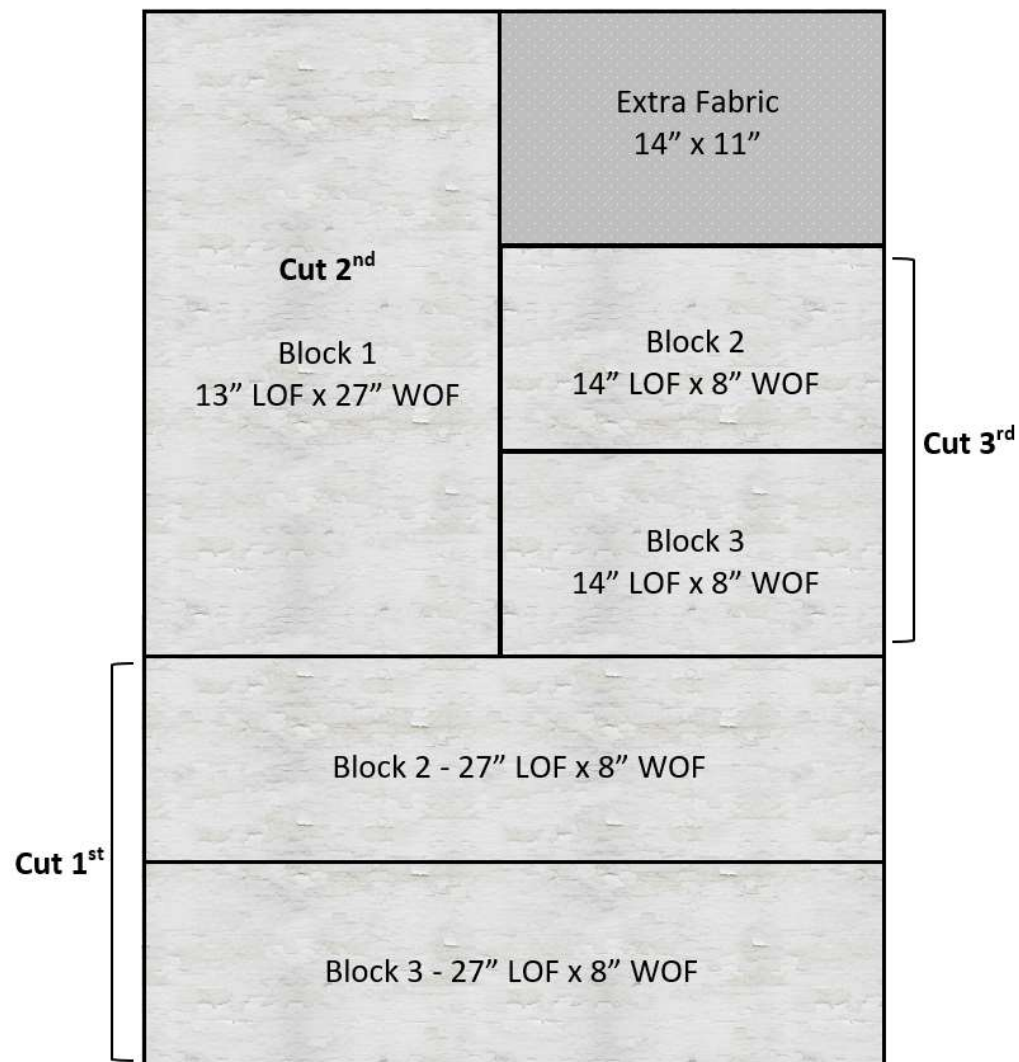 Extra Fabric
14” x 11”
Cut 2nd
Block 1
13” LOF x 27” WOF
Block 2
14” LOF x 8” WOF
Cut 3rd
Block 3
14” LOF x 8” WOF
Block 2 - 27” LOF x 8” WOF
Cut 1st
Block 3 - 27” LOF x 8” WOF